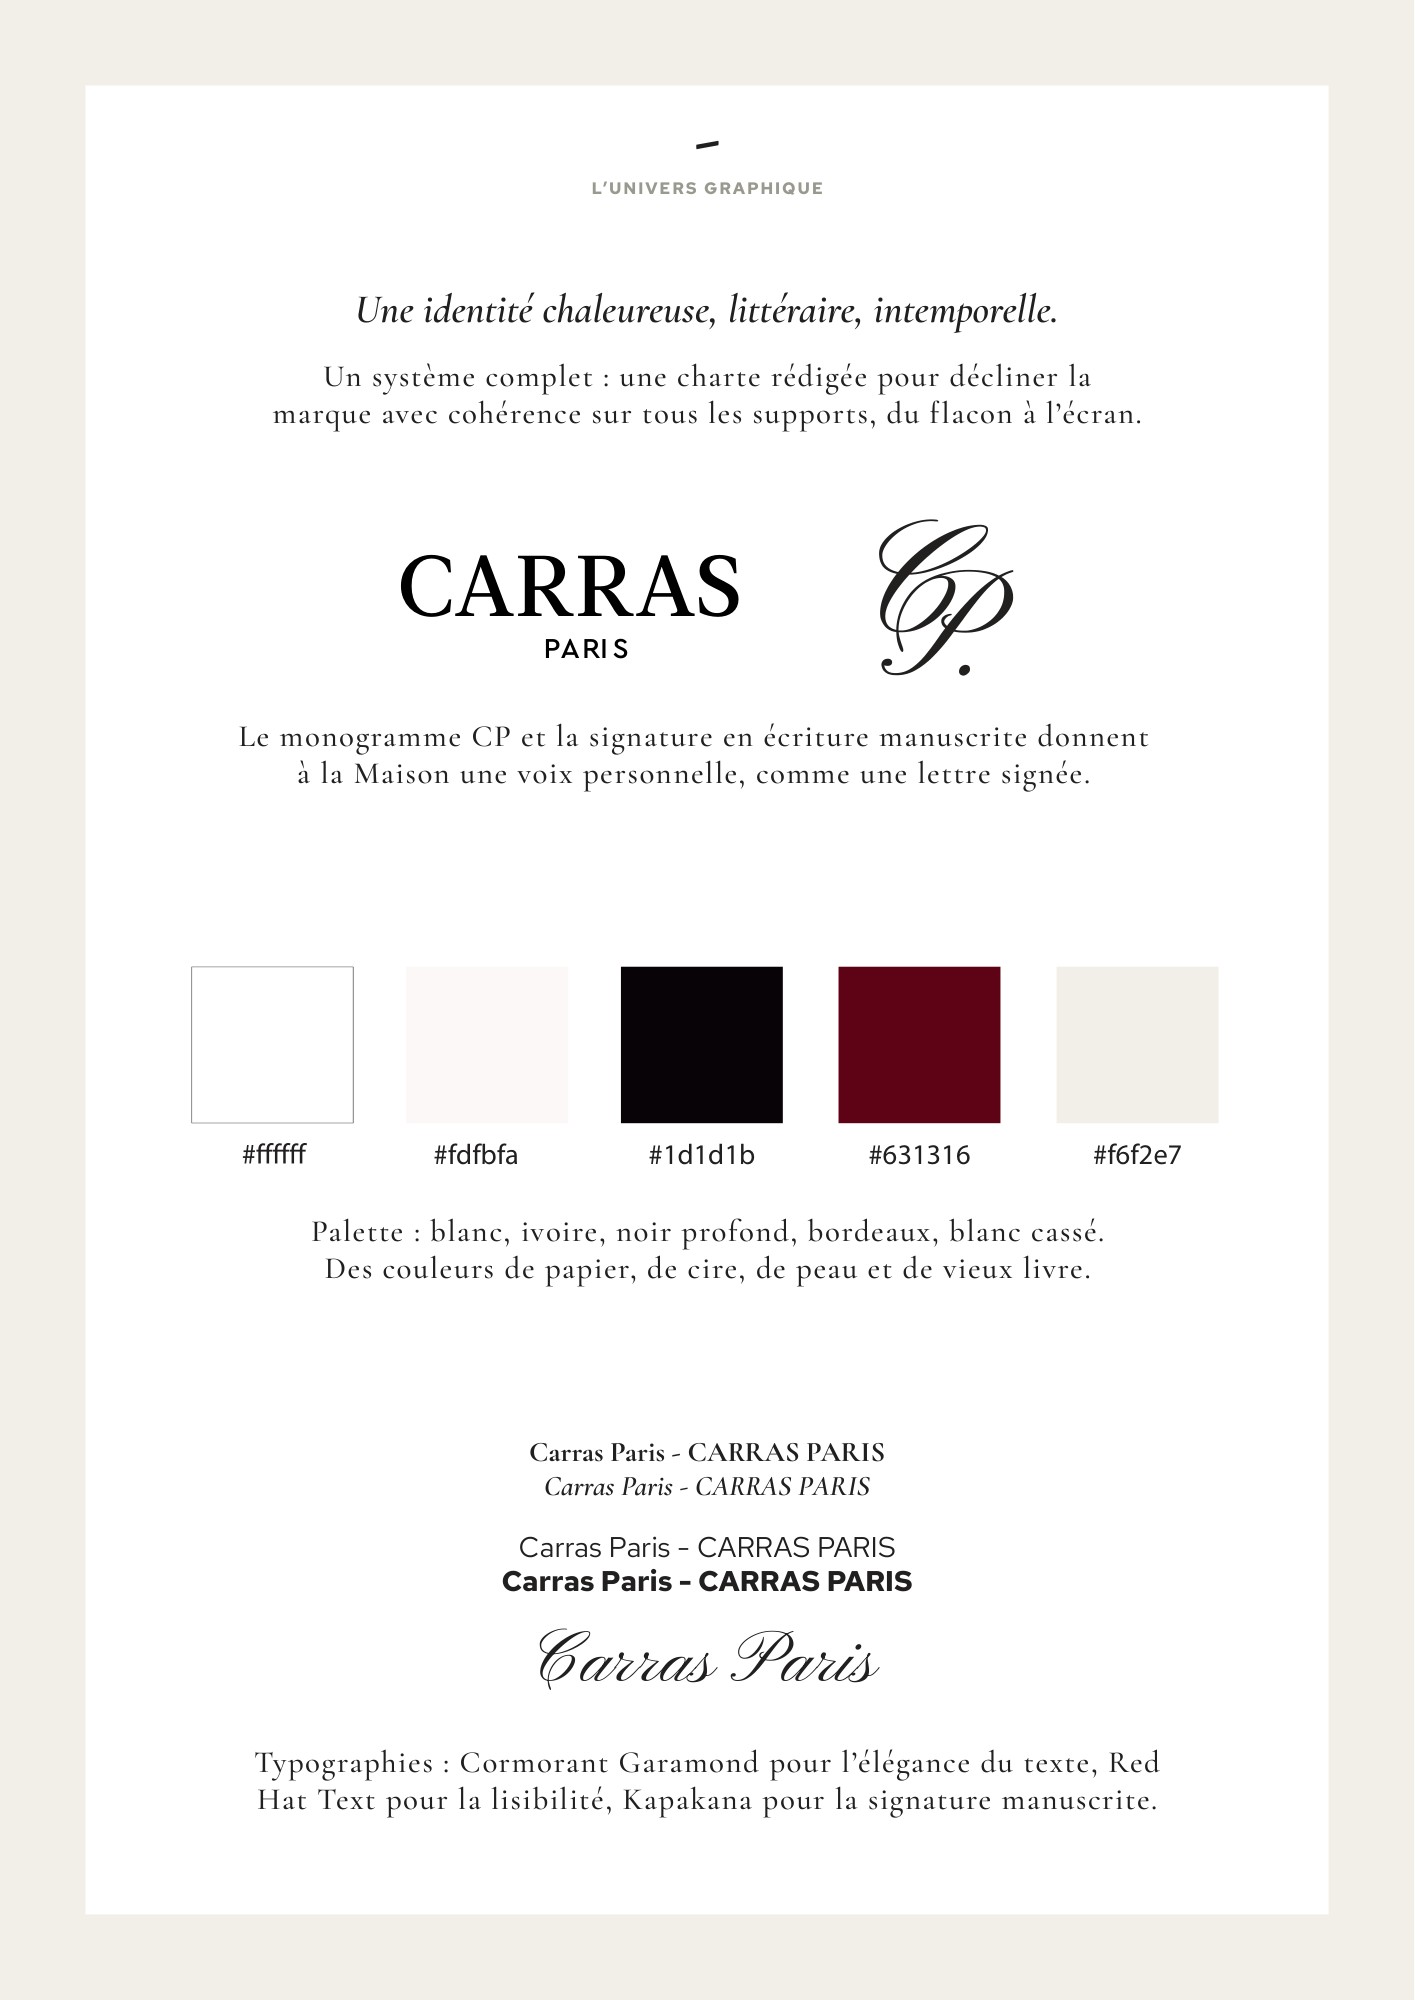 L’UNIVERS GRAPHIQUE
Une identité chaleureuse, littéraire, intemporelle.
Un système complet : une charte rédigée pour décliner la
marque avec cohérence sur tous les supports, du flacon à l’écran.
CARRAS
PARIS
CP.
Le monogramme CP et la signature en écriture manuscrite donnent
à la Maison une voix personnelle, comme une lettre signée.
#ffffff #fdfbfa #1d1d1b #631316 #f6f2e7
Palette : blanc, ivoire, noir profond, bordeaux, blanc cassé.
Des couleurs de papier, de cire, de peau et de vieux livre.
Carras Paris - CARRAS PARIS
Carras Paris - CARRAS PARIS
Carras Paris - CARRAS PARIS
Carras Paris - CARRAS PARIS
Carras Paris
Typographies : Cormorant Garamond pour l’élégance du texte, Red
Hat Text pour la lisibilité, Kapakana pour la signature manuscrite.